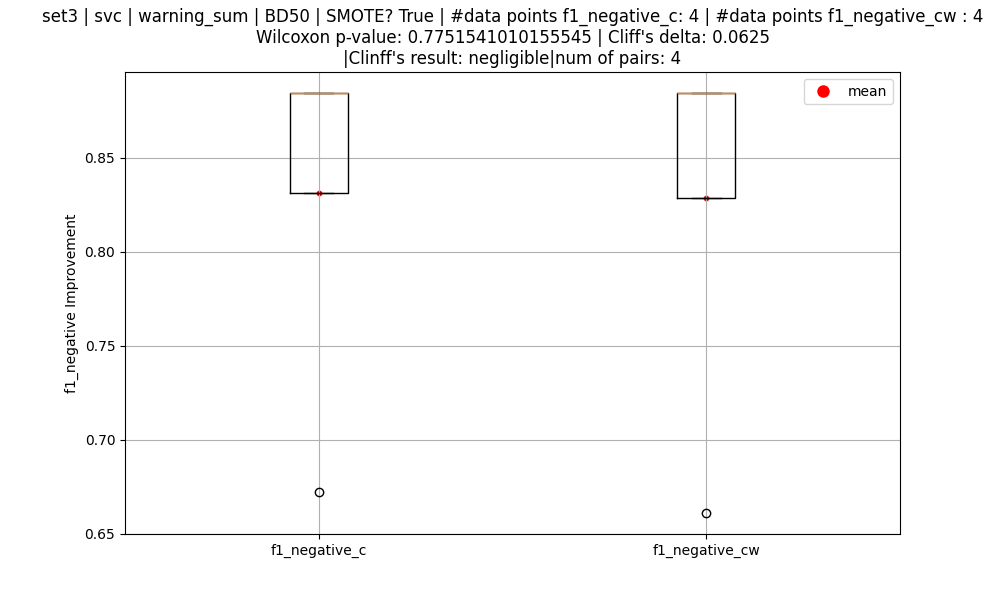 set3 | svc | warning_sum | BD50 | SMOTE? True | #data points f1_negative_c: 4 | #data points f1_negative_cw : 4
Wilcoxon p-value: 0.7751541010155545 | Cliff's delta: 0.0625
|Clinff's result: negligible|num of pairs: 4
mean
0.85
0.80
0.75
0.70
0.65
f1_negative Improvement
f1_negative_c
f1_negative_cw